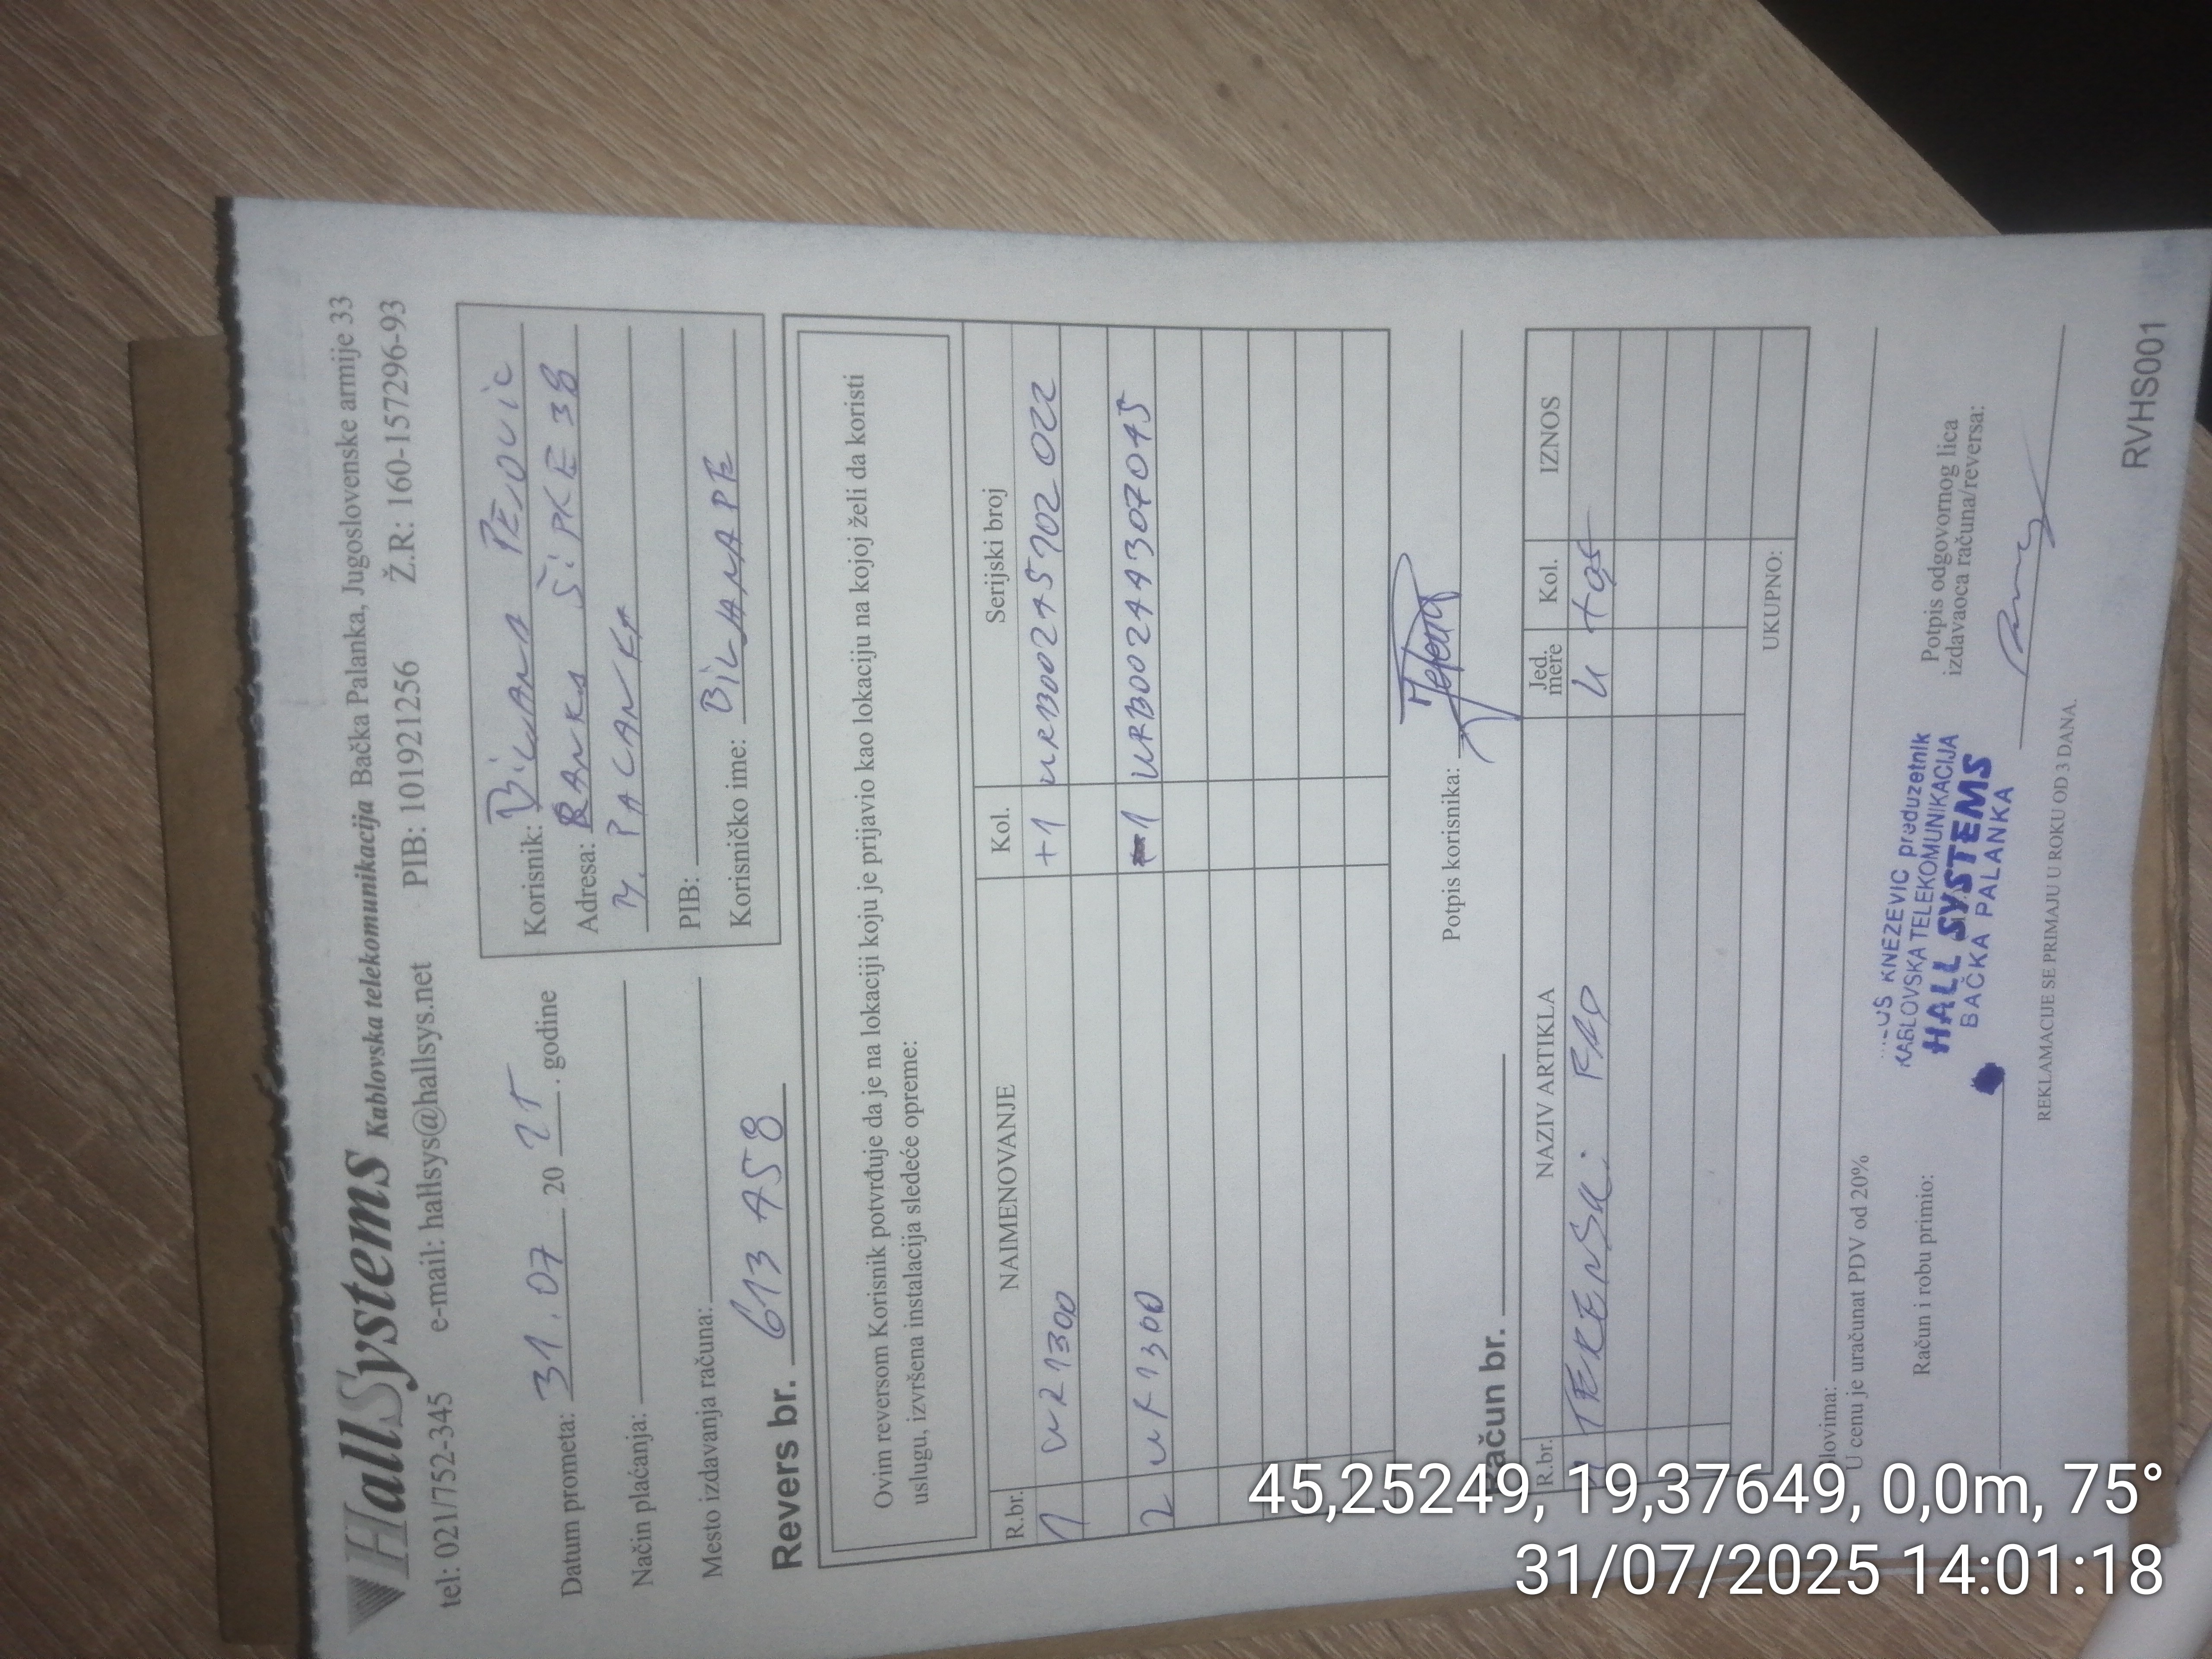 HallSystems Kablovska telekomunikacija Bačka Palanka, Jugoslovenske armije 33
tel: 021/752-345 e-mail: hallsys@hallsys.net PIB: 101921256 Ž.R: 160-157296-93
Datum prometa: 31.07 20 25. godine
Način plaćanja:
Mesto izdavanja računa:
Korisnik: BiLJANA PEJOViC
Adresa: RANKA ŠiPKE 38
B. PALANKA
PIB:
Korisničko ime: BiLJANAPE
Revers br. 613 458
Ovim reversom Korisnik potvrđuje da je na lokaciji koju je prijavio kao lokaciju na kojoj želi da koristi
uslugu, izvršena instalacija sledeće opreme:
R.br. NAIMENOVANJE Kol. Serijski broj
1 WR1300 +1
2 WR1300 -1
Potpis korisnika:
Račun br.
R.br. NAZIV ARTIKLA Jed. mere Kol. IZNOS
1 TERENSKi RAD
UKUPNO:
lovima:
U cenu je uračunat PDV od 20%
Račun i robu primio:
KNEZEVIC preduzetnik
KABLOVSKA TELEKOMUNIKACIJA
HALL SYSTEMS
BAČKA PALANKA
Potpis odgovornog lica
izdavaoca računa/reversa:
REKLAMACIJE SE PRIMAJU U ROKU OD 3 DANA.
RVHS001
45,25249, 19,37649, 0,0m, 75°
31/07/2025 14:01:18